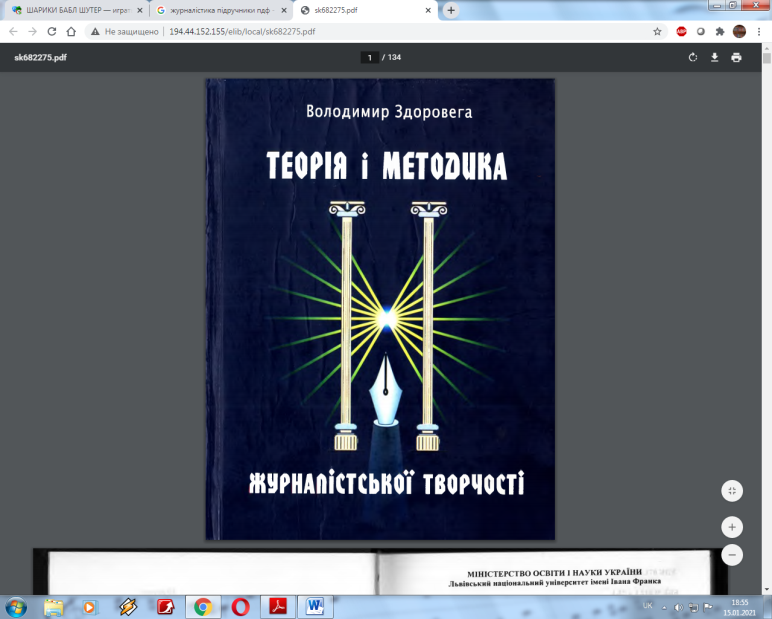 ШАРИКИ БАБЛ ШУТЕР — играт
журналістика підручники пдф -
sk682275.pdf
Не защищено | 194.44.152.155/elib/local/sk682275.pdf
ABP
sk682275.pdf
1 / 134
Володимир Здоровега
ТЕОРІЯ і МЕТОДИКА
ЖУРНАЛІСТСЬКОЇ ТВОРЧОСТІ
МІНІСТЕРСТВО ОСВІТИ І НАУКИ УКРАЇНИ
Львівський національний університет імені Івана Франка
UK
18:55
15.01.2021